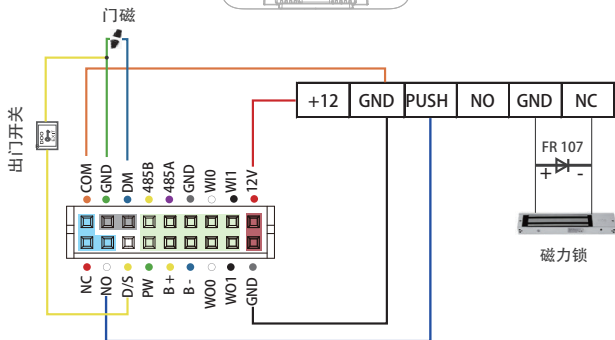 门磁
+12 GND PUSH NO GND NC
出门开关
COM GND DM 485B 485A GND WI0 WI1 12V
FR 107
+ -
NC NO D/S PW B+ B- WO0 WO1 GND
磁力锁